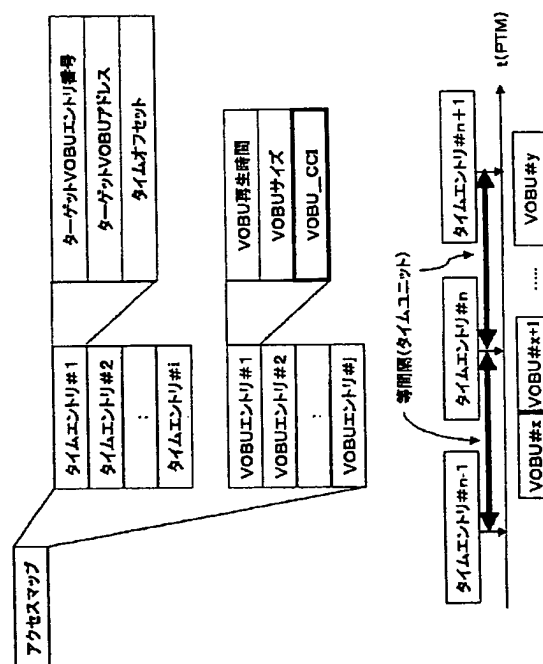 アクセスマップ
タイムエントリ#1
タイムエントリ#2
:
タイムエントリ#i
ターゲットVOBUエントリ番号
ターゲットVOBUアドレス
タイムオフセット
VOBUエントリ#1
VOBUエントリ#2
:
VOBUエントリ#j
VOBU再生時間
VOBUサイズ
VOBU_CCI
等間隔(タイムユニット)
タイムエントリ#n-1
タイムエントリ#n
タイムエントリ#n+1
t(PTM)
VOBU#x
VOBU#x+1
……
VOBU#y